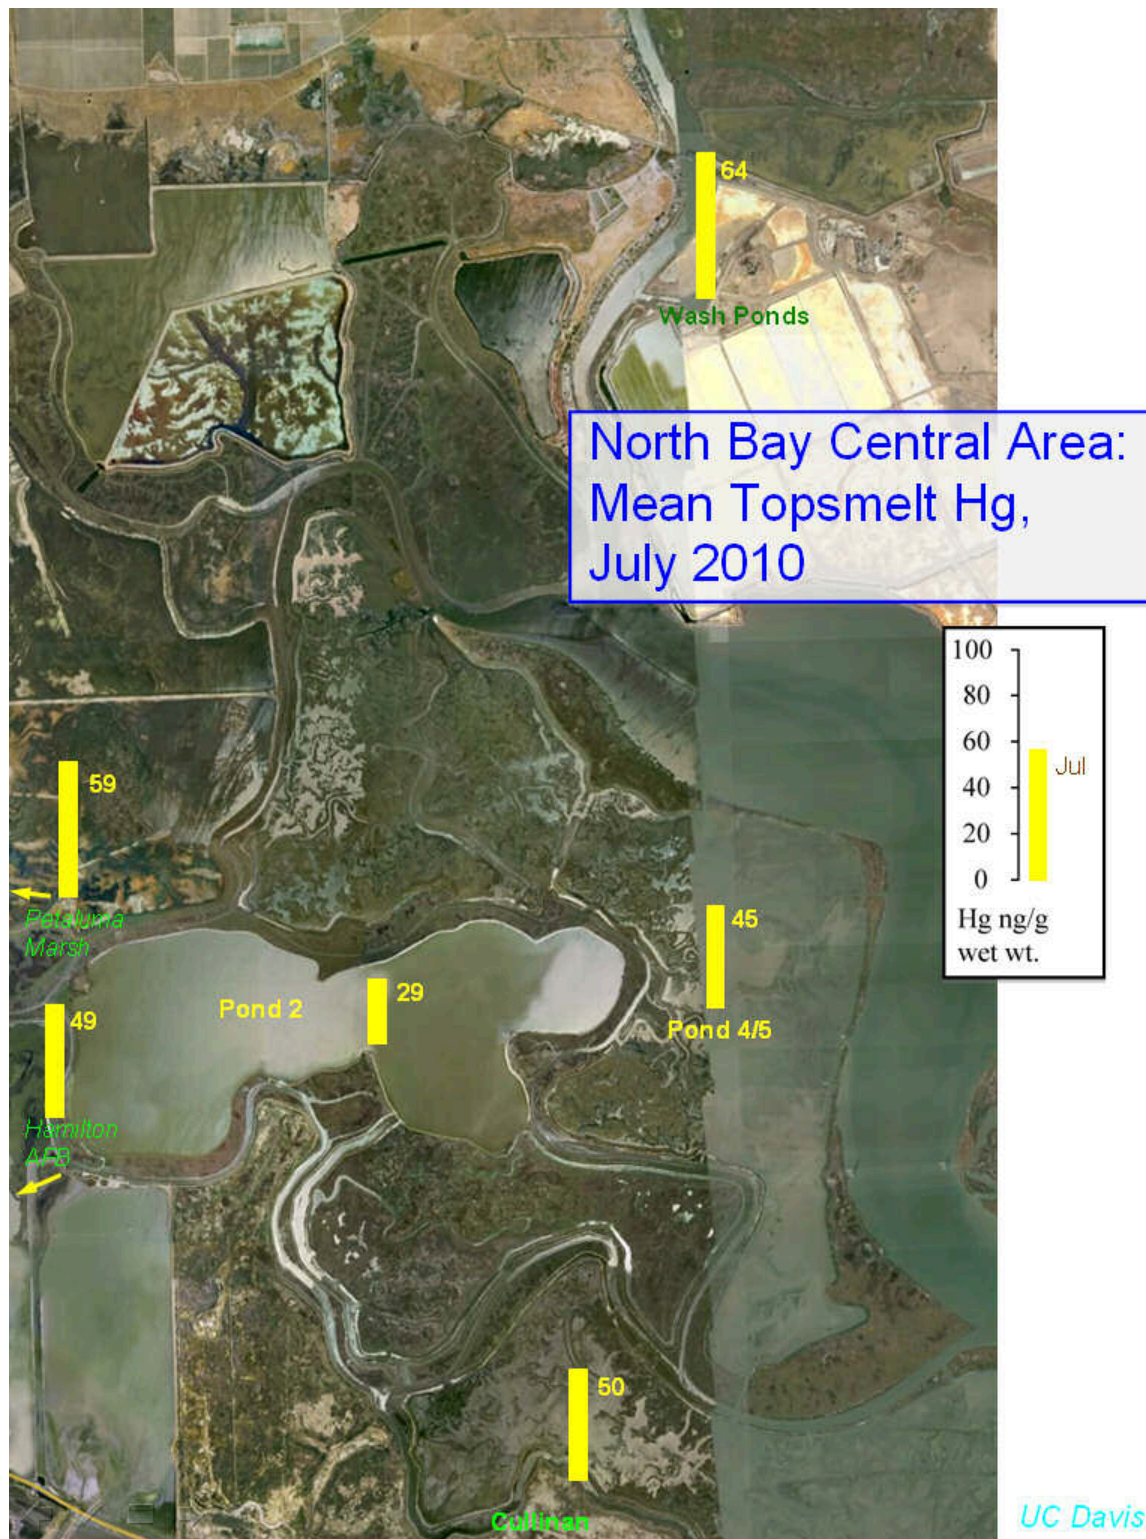 64
Wash Ponds
North Bay Central Area:
Mean Topsmelt Hg,
July 2010
100
80
60
40
20
0
Jul
Hg ng/g
wet wt.
59
Petaluma
Marsh
45
Pond 4/5
Pond 2
29
49
Hamilton
AFB
50
Cullinan
UC Davis